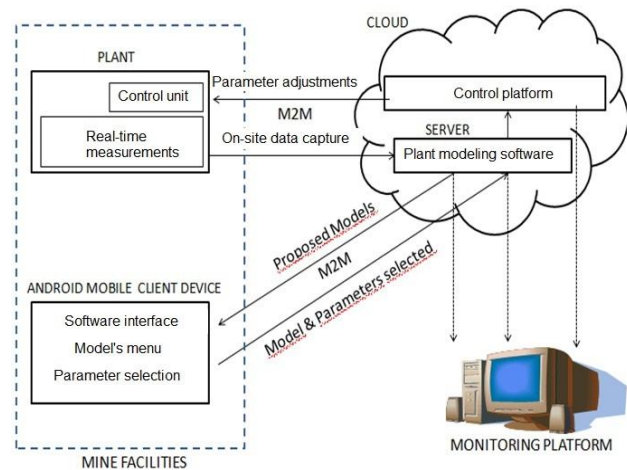 CLOUD
PLANT
Control unit
Real-time
measurements
Parameter adjustments
M2M
On-site data capture
Control platform
SERVER
Plant modeling software
Proposed Models
M2M
Model & Parameters selected
ANDROID MOBILE CLIENT DEVICE
Software interface
Model's menu
Parameter selection
MONITORING PLATFORM
MINE FACILITIES